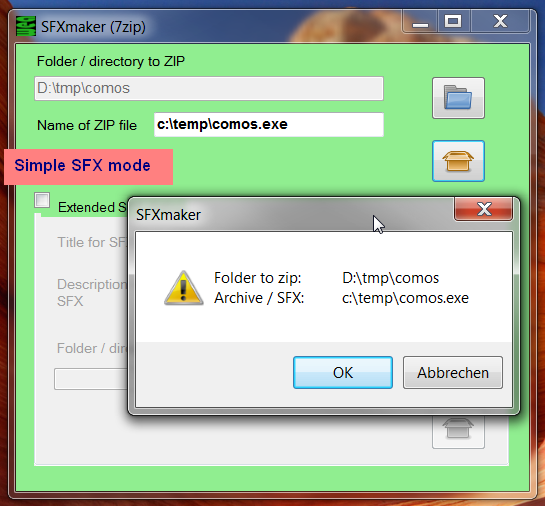 SFXmaker (7zip)
Folder / directory to ZIP
D:\tmp\comos
Name of ZIP file c:\temp\comos.exe
Simple SFX mode
Extended S
SFXmaker
Title for SF
Folder to zip: D:\tmp\comos
Archive / SFX: c:\temp\comos.exe
Description
SFX
Folder / dire
OK Abbrechen